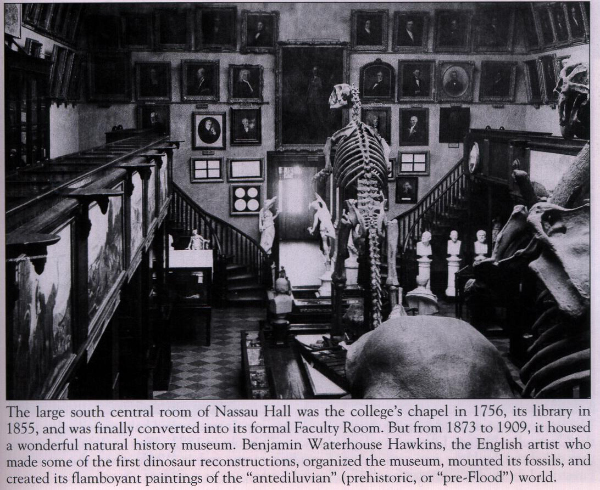 The large south central room of Nassau Hall was the college's chapel in 1756, its library in
1855, and was finally converted into its formal Faculty Room. But from 1873 to 1909, it housed
a wonderful natural history museum. Benjamin Waterhouse Hawkins, the English artist who
made some of the first dinosaur reconstructions, organized the museum, mounted its fossils, and
created its flamboyant paintings of the “antediluvian” (prehistoric, or “pre-Flood”) world.